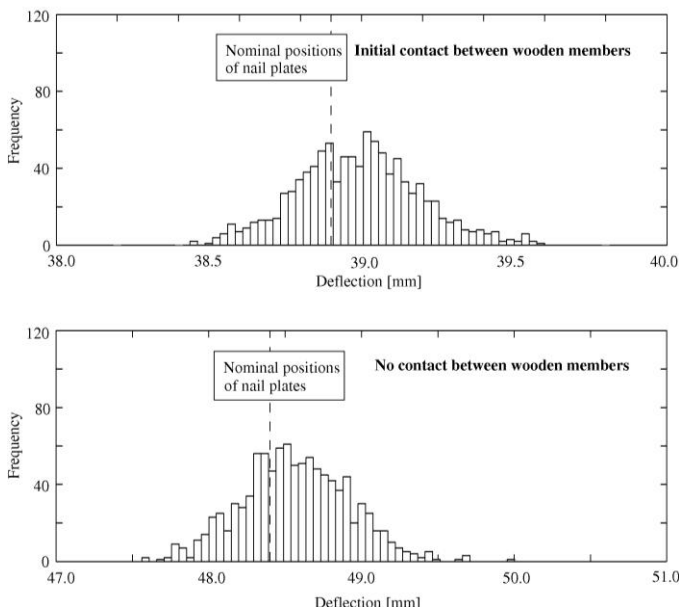 120
Nominal positions Initial contact between wooden members
of nail plates
80
Frequency
40
0
38.0 38.5 39.0 39.5 40.0
Deflection [mm]
120
Nominal positions No contact between wooden members
of nail plates
80
Frequency
40
0
47.0 48.0 49.0 50.0 51.0
Deflection [mm]